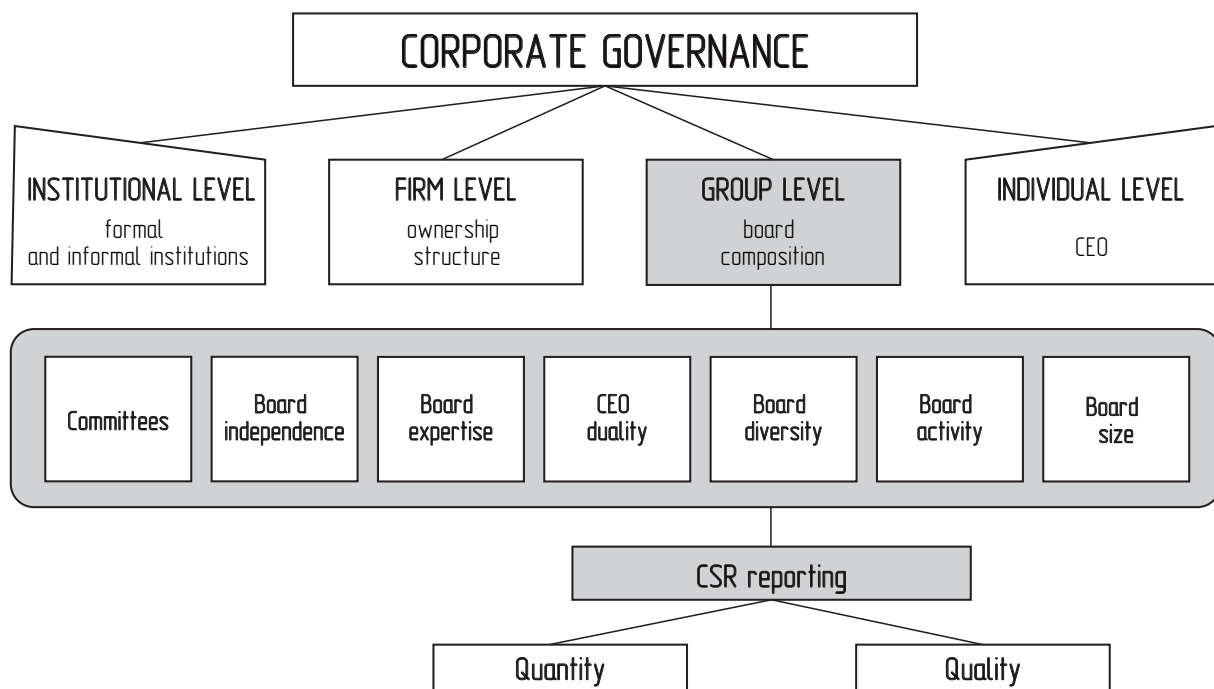 CORPORATE GOVERNANCE
INSTITUTIONAL LEVEL
formal
and informal institutions
FIRM LEVEL
ownership
structure
GROUP LEVEL
board
composition
INDIVIDUAL LEVEL
CEO
Committees
Board
independence
Board
expertise
CEO
duality
Board
diversity
Board
activity
Board
size
CSR reporting
Quantity
Quality